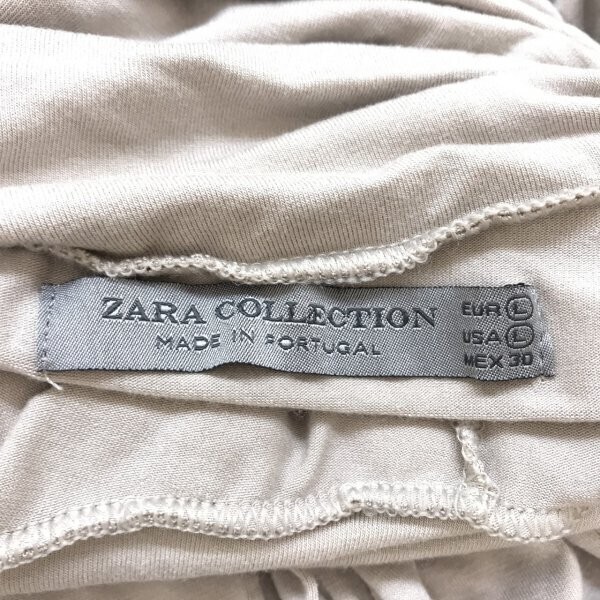 ZARA COLLECTION
MADE IN PORTUGAL
EUR L
USA L
MEX 30